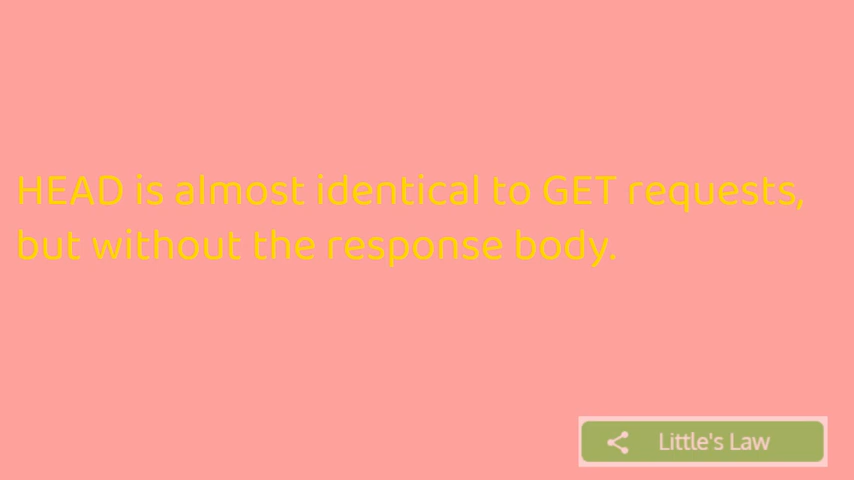 HEAD is almost identical to GET requests,
but without the response body.
Little's Law